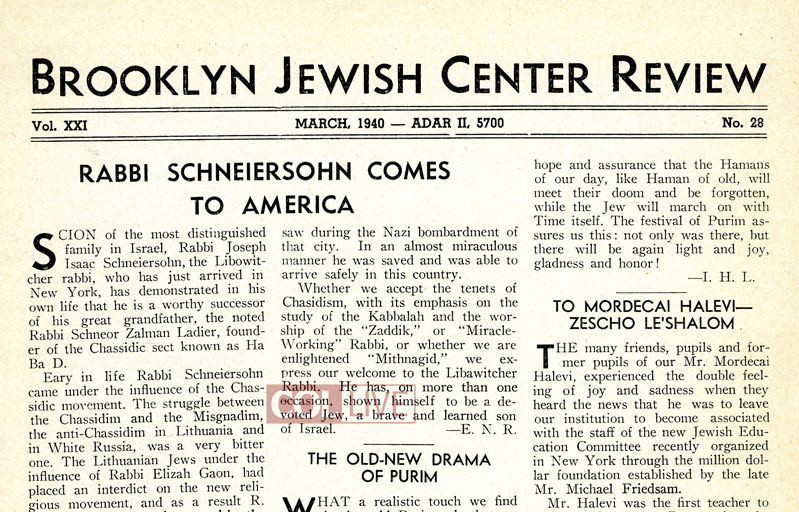 BROOKLYN JEWISH CENTER REVIEW
Vol. XXI MARCH, 1940 — ADAR II, 5700 No. 28
RABBI SCHNEIERSOHN COMES
TO AMERICA
SCION of the most distinguished
family in Israel, Rabbi Joseph
Isaac Schneiersohn, the Libowit-
cher rabbi, who has just arrived in
New York, has demonstrated in his
own life that he is a worthy successor
of his great grandfather, the noted
Rabbi Schneor Zalman Ladier, found-
er of the Chassidic sect known as Ha
Ba D.
Eary in life Rabbi Schneiersohn
came under the influence of the Chas-
sidic movement. The struggle between
the Chassidim and the Misgnadim,
the anti-Chassidim in Lithuania and
in White Russia, was a very bitter
one. The Lithuanian Jews under the
influence of Rabbi Elizah Gaon, had
placed an interdict on the new reli-
gious movement, and as a result R.
saw during the Nazi bombardment of
that city. In an almost miraculous
manner he was saved and was able to
arrive safely in this country.
Whether we accept the tenets of
Chasidism, with its emphasis on the
study of the Kabbalah and the wor-
ship of the "Zaddik," or "Miracle-
Working" Rabbi, or whether we are
enlightened "Mithnagid," we ex-
press our welcome to the Libawitcher
Rabbi. He has, on more than one
occasion, shown himself to be a de-
voted Jew, a brave and learned son
of Israel. —E. N. R.
COL LIVE
THE OLD-NEW DRAMA
OF PURIM
WHAT a realistic touch we find
hope and assurance that the Hamans
of our day, like Haman of old, will
meet their doom and be forgotten,
while the Jew will march on with
Time itself. The festival of Purim as-
sures us this: not only was there, but
there will be again light and joy,
gladness and honor!
—I. H. L.
TO MORDECAI HALEVI—
ZESCHO LE'SHALOM
THE many friends, pupils and for-
mer pupils of our Mr. Mordecai
Halevi, experienced the double feel-
ing of joy and sadness when they
heard the news that he was to leave
our institution to become associated
with the staff of the new Jewish Edu-
cation Committee recently organized
in New York through the million dol-
lar foundation established by the late
Mr. Michael Friedsam.
Mr. Halevi was the first teacher to